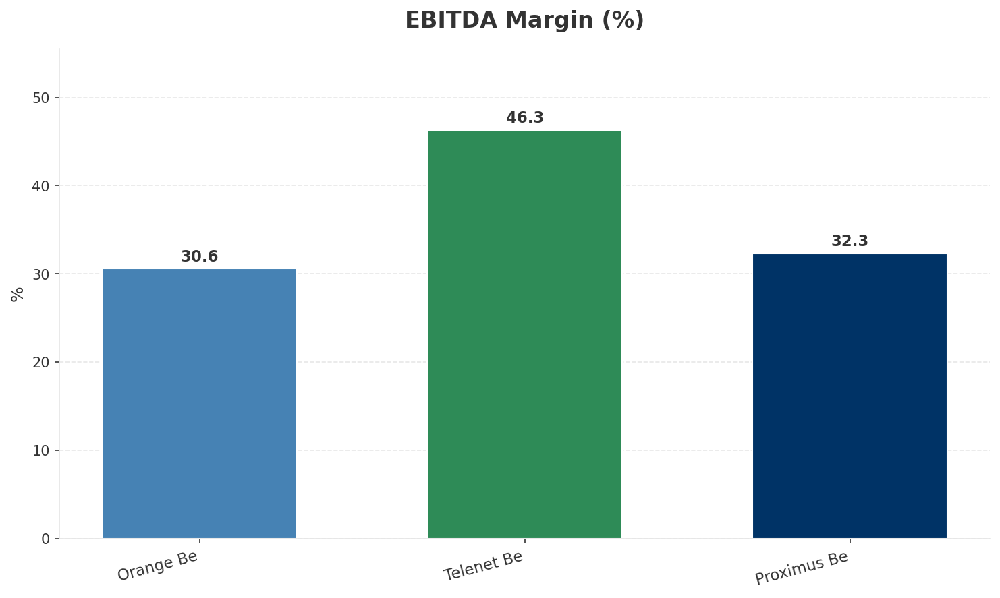 EBITDA Margin (%)
50
40
30
20
10
0
%
30.6
46.3
32.3
Orange Be
Telenet Be
Proximus Be